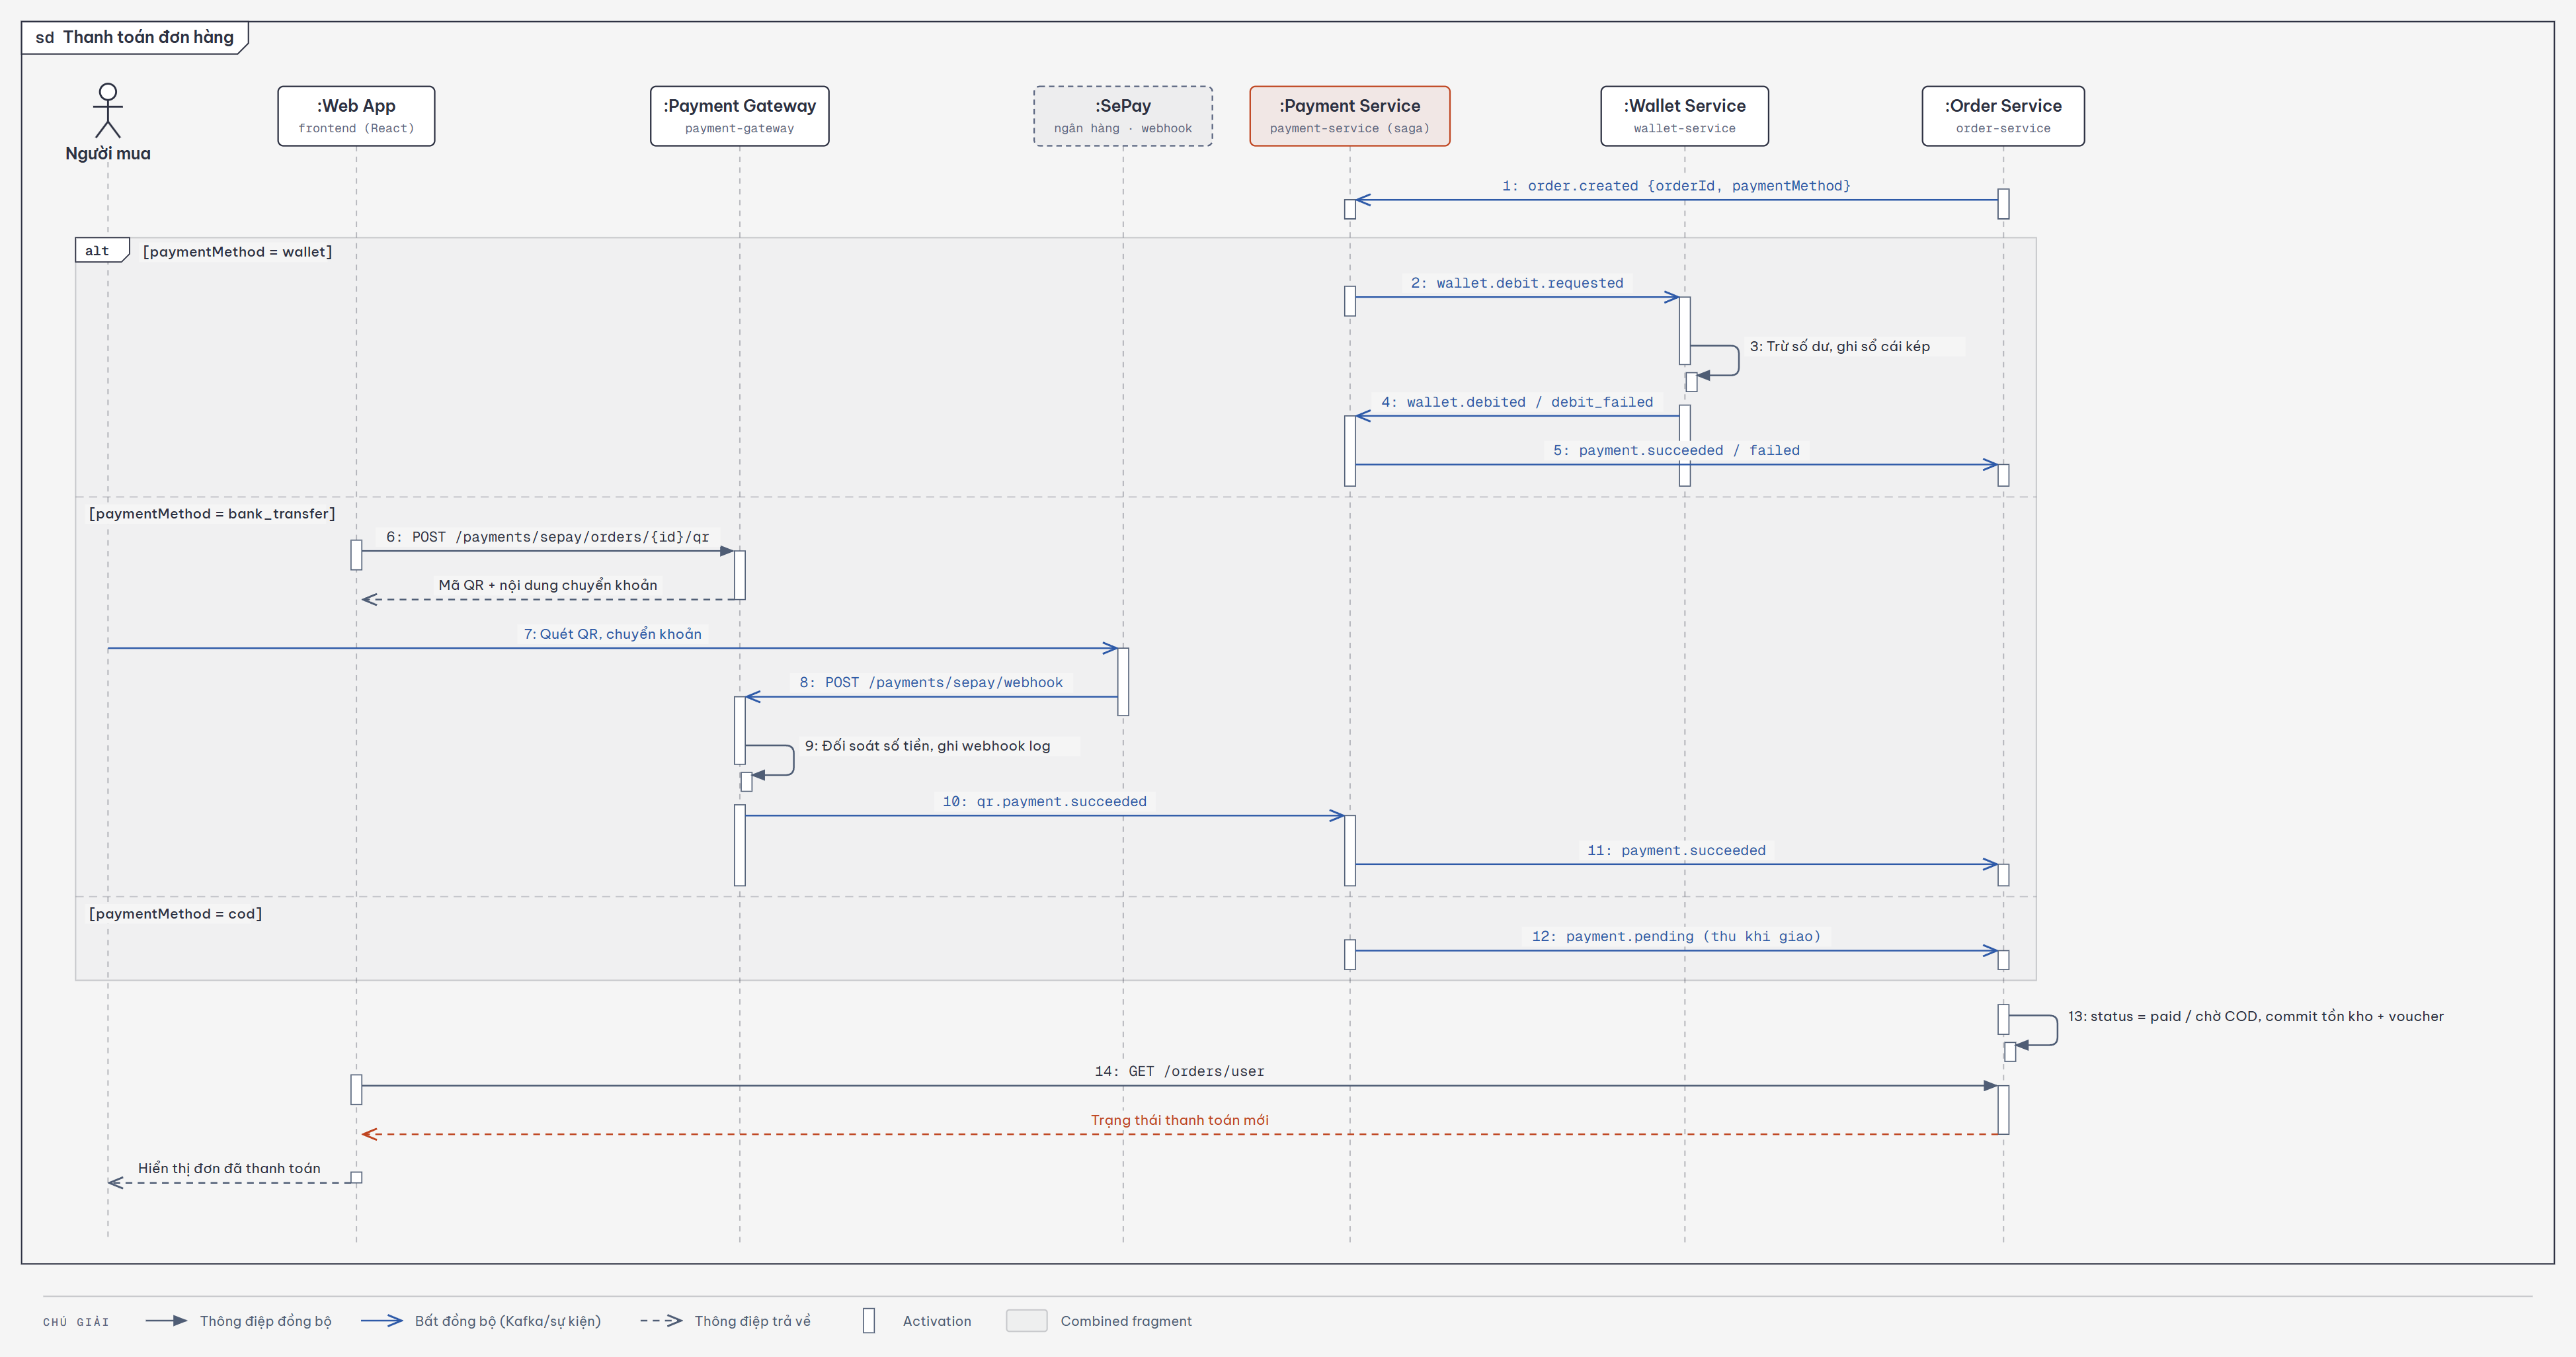 sd Thanh toán đơn hàng
Người mua
:Web App
frontend (React)
:Payment Gateway
payment-gateway
:SePay
ngân hàng · webhook
:Payment Service
payment-service (saga)
:Wallet Service
wallet-service
:Order Service
order-service
1: order.created {orderId, paymentMethod}
alt [paymentMethod = wallet]
2: wallet.debit.requested
3: Trừ số dư, ghi sổ cái kép
4: wallet.debited / debit_failed
5: payment.succeeded / failed
[paymentMethod = bank_transfer]
6: POST /payments/sepay/orders/{id}/qr
Mã QR + nội dung chuyển khoản
7: Quét QR, chuyển khoản
8: POST /payments/sepay/webhook
9: Đối soát số tiền, ghi webhook log
10: qr.payment.succeeded
11: payment.succeeded
[paymentMethod = cod]
12: payment.pending (thu khi giao)
13: status = paid / chờ COD, commit tồn kho + voucher
14: GET /orders/user
Trạng thái thanh toán mới
Hiển thị đơn đã thanh toán
CHÚ GIẢI
Thông điệp đồng bộ
Bất đồng bộ (Kafka/sự kiện)
Thông điệp trả về
Activation
Combined fragment